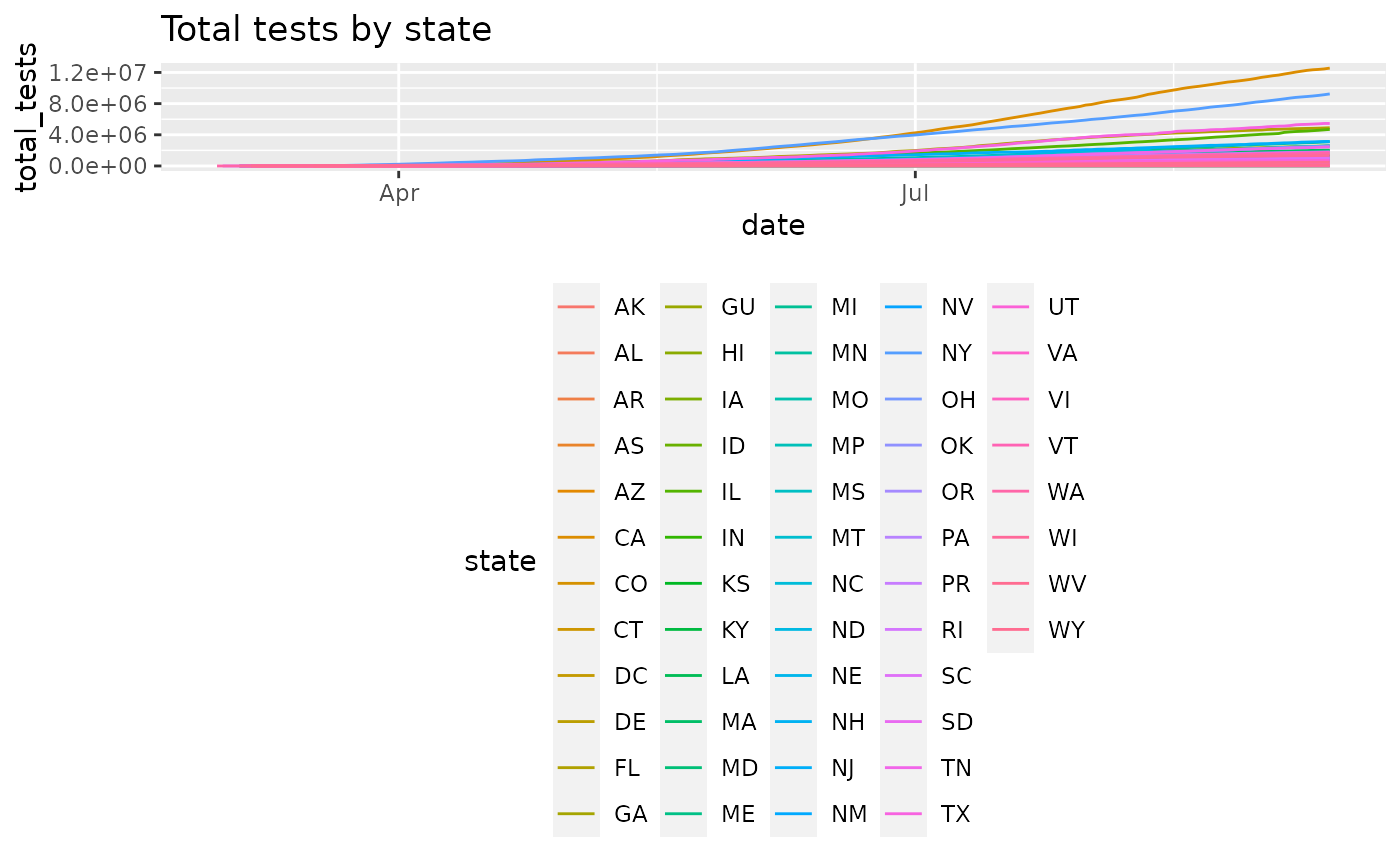 Total tests by state
total_tests
1.2e+07
8.0e+06
4.0e+06
0.0e+00
Apr Jul
date
state
AK GU MI NV UT
AL HI MN NY VA
AR IA MO OH VI
AS ID MP OK VT
AZ IL MS OR WA
CA IN MT PA WI
CO KS NC PR WV
CT KY ND RI WY
DC LA NE SC
DE MA NH SD
FL MD NJ TN
GA ME NM TX